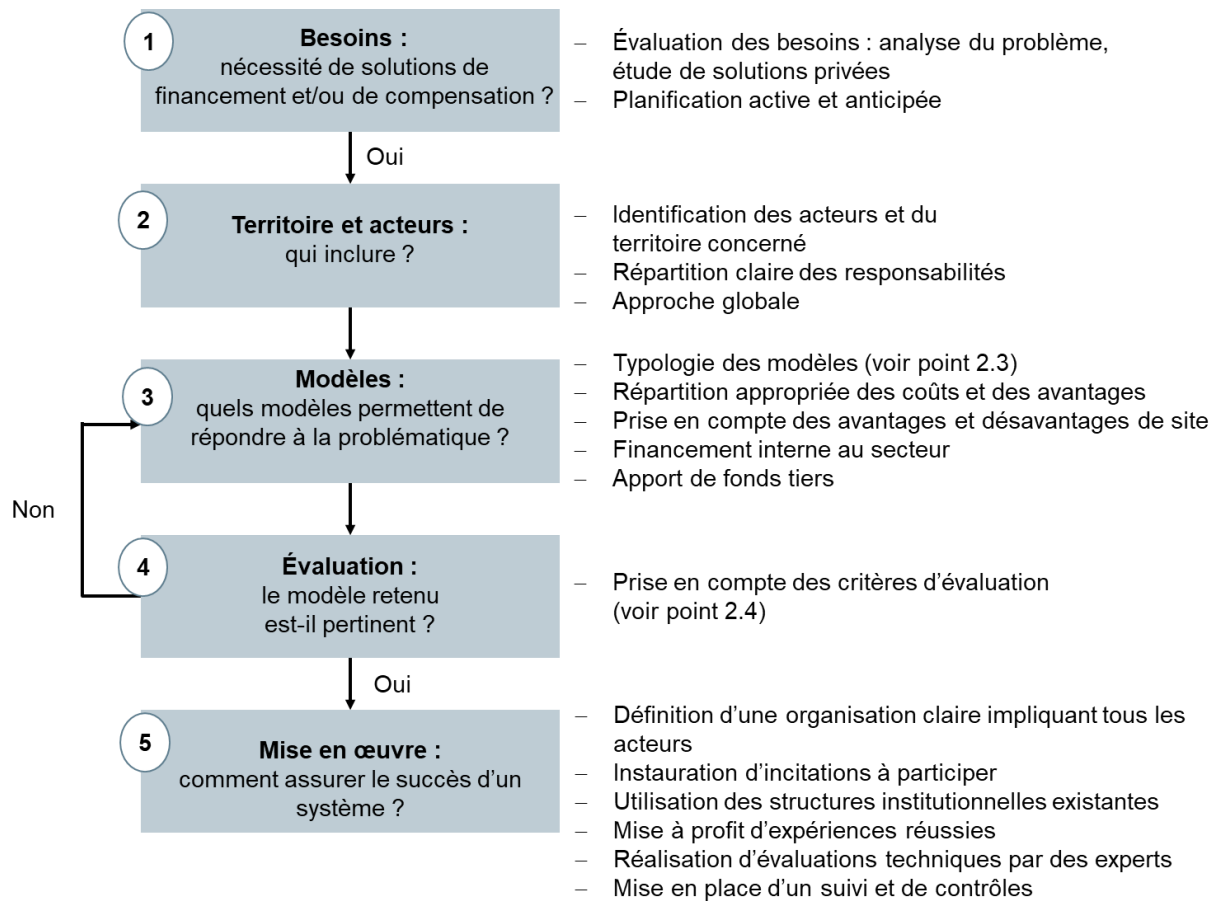 1
Besoins :
nécessité de solutions de
financement et/ou de compensation ?
– Évaluation des besoins : analyse du problème,
étude de solutions privées
– Planification active et anticipée
Oui
2
Territoire et acteurs :
qui inclure ?
– Identification des acteurs et du
territoire concerné
– Répartition claire des responsabilités
– Approche globale
3
Modèles :
quels modèles permettent de
répondre à la problématique ?
– Typologie des modèles (voir point 2.3)
– Répartition appropriée des coûts et des avantages
– Prise en compte des avantages et désavantages de site
– Financement interne au secteur
– Apport de fonds tiers
Non
4
Évaluation :
le modèle retenu
est-il pertinent ?
– Prise en compte des critères d’évaluation
(voir point 2.4)
Oui
5
Mise en œuvre :
comment assurer le succès d’un
système ?
– Définition d’une organisation claire impliquant tous les
acteurs
– Instauration d’incitations à participer
– Utilisation des structures institutionnelles existantes
– Mise à profit d’expériences réussies
– Réalisation d’évaluations techniques par des experts
– Mise en place d’un suivi et de contrôles